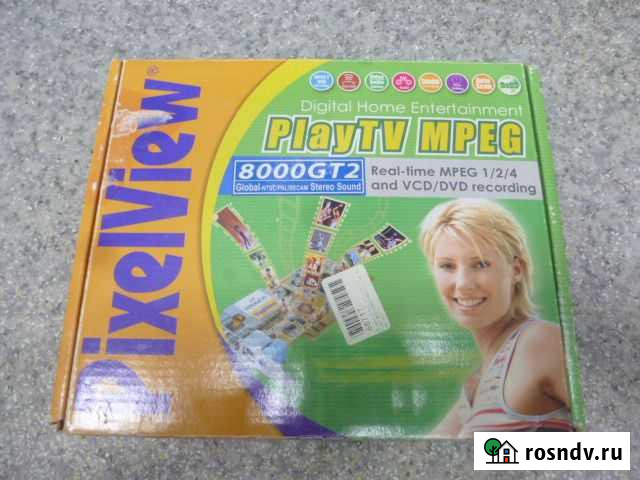 PixelView®
Digital Home Entertainment
PlayTV MPEG
8000GT2
Global-NTSC/PAL/SECAM Stereo Sound
Real-time MPEG 1/2/4
and VCD/DVD recording
rosndv.ru